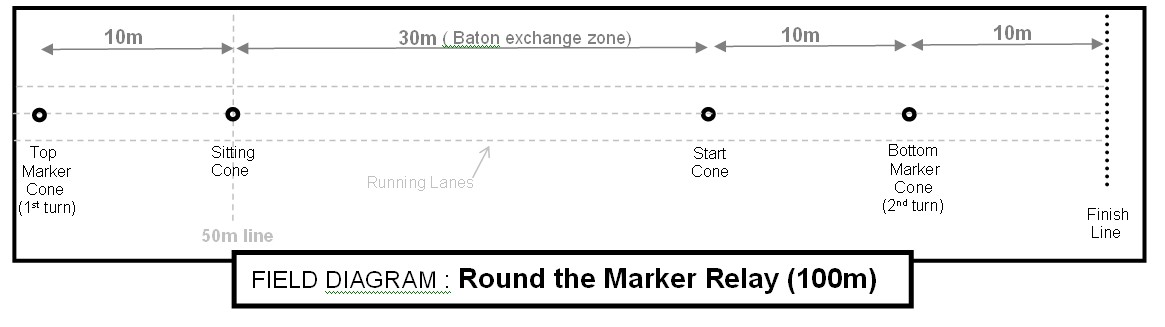 10m
30m ( Baton exchange zone)
10m
10m
Top
Marker
Cone
(1st turn)
Sitting
Cone
Running Lanes
Start
Cone
Bottom
Marker
Cone
(2nd turn)
Finish
Line
50m line
FIELD DIAGRAM : Round the Marker Relay (100m)